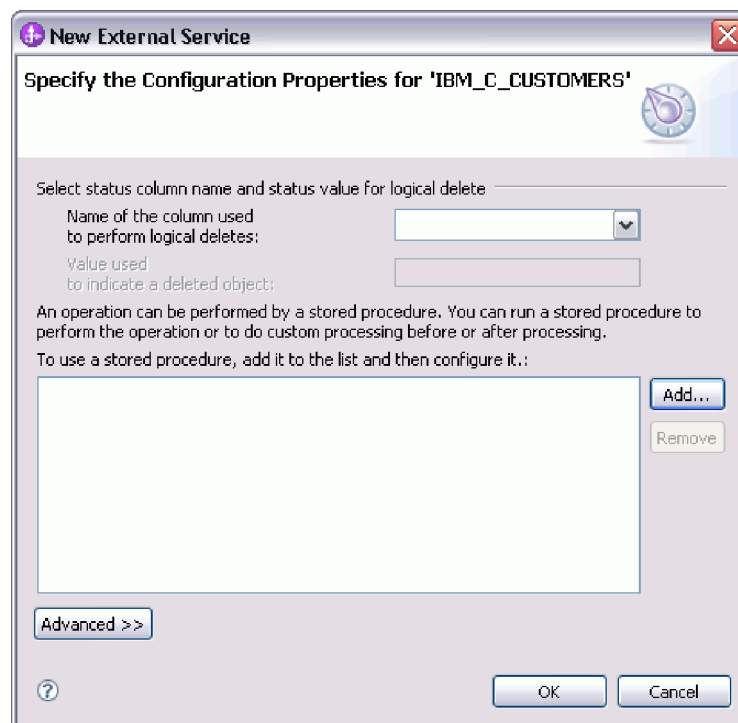 New External Service
Specify the Configuration Properties for 'IBM_C_CUSTOMERS'
Select status column name and status value for logical delete
Name of the column used
to perform logical deletes:
Value used
to indicate a deleted object:
An operation can be performed by a stored procedure. You can run a stored procedure to
perform the operation or to do custom processing before or after processing.
To use a stored procedure, add it to the list and then configure it.:
Add...
Remove
Advanced >>
?
OK
Cancel